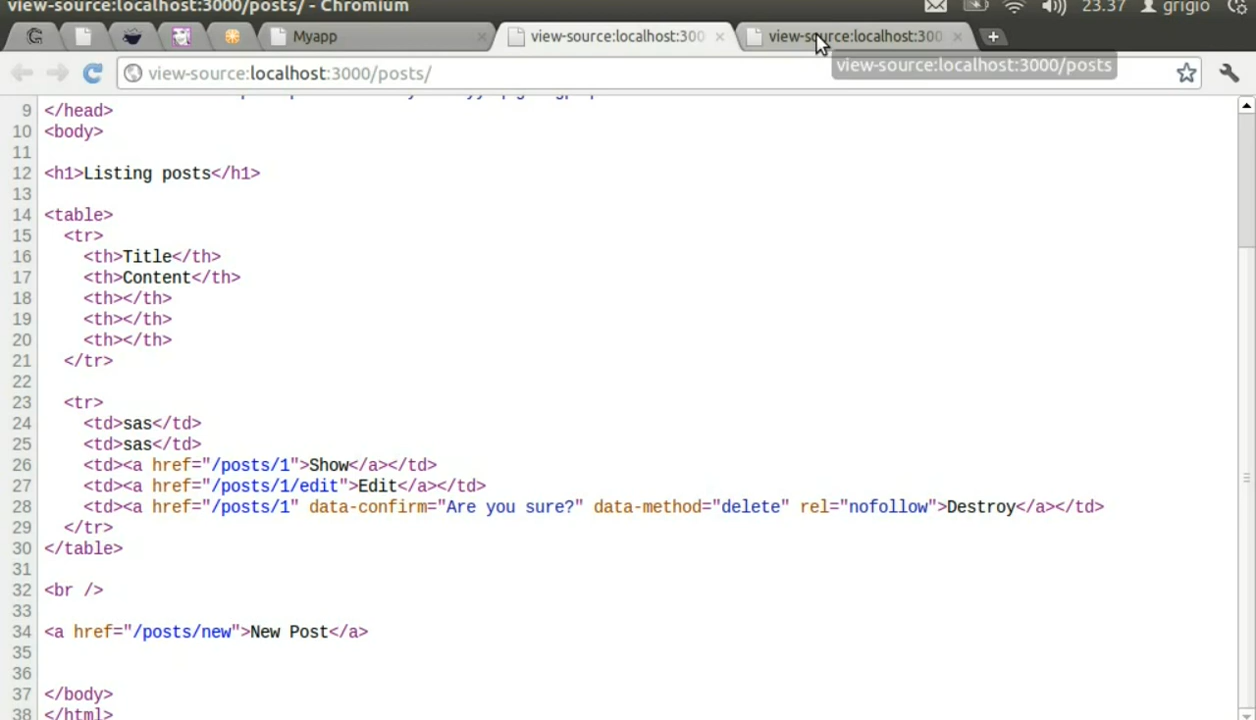 view-source:localhost:3000/posts/ - Chromium
23.37 grigio
Myapp
view-source:localhost:300
view-source:localhost:300
view-source:localhost:3000/posts/
view-source:localhost:3000/posts
9 </head>
10 <body>
11
12 <h1>Listing posts</h1>
13
14 <table>
15 <tr>
16 <th>Title</th>
17 <th>Content</th>
18 <th></th>
19 <th></th>
20 <th></th>
21 </tr>
22
23 <tr>
24 <td>sas</td>
25 <td>sas</td>
26 <td><a href="/posts/1">Show</a></td>
27 <td><a href="/posts/1/edit">Edit</a></td>
28 <td><a href="/posts/1" data-confirm="Are you sure?" data-method="delete" rel="nofollow">Destroy</a></td>
29 </tr>
30 </table>
31
32 <br />
33
34 <a href="/posts/new">New Post</a>
35
36
37 </body>
38 </html>